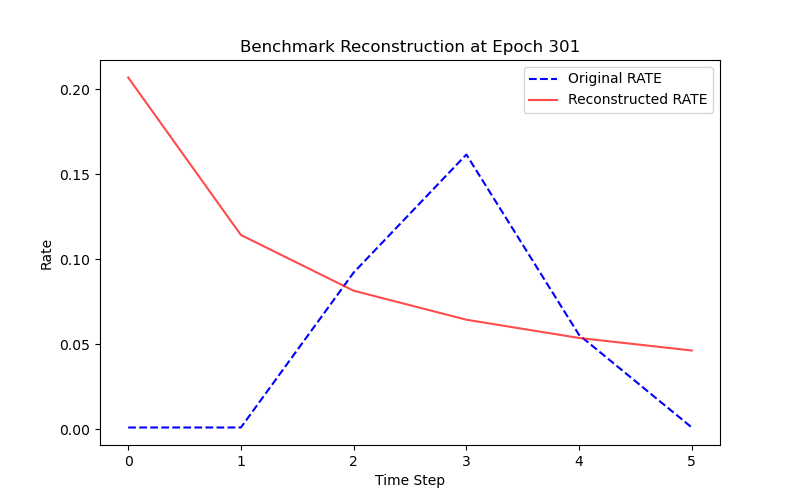 Benchmark Reconstruction at Epoch 301
Original RATE
Reconstructed RATE
0.20
0.15
0.10
0.05
0.00
Rate
0 1 2 3 4 5
Time Step